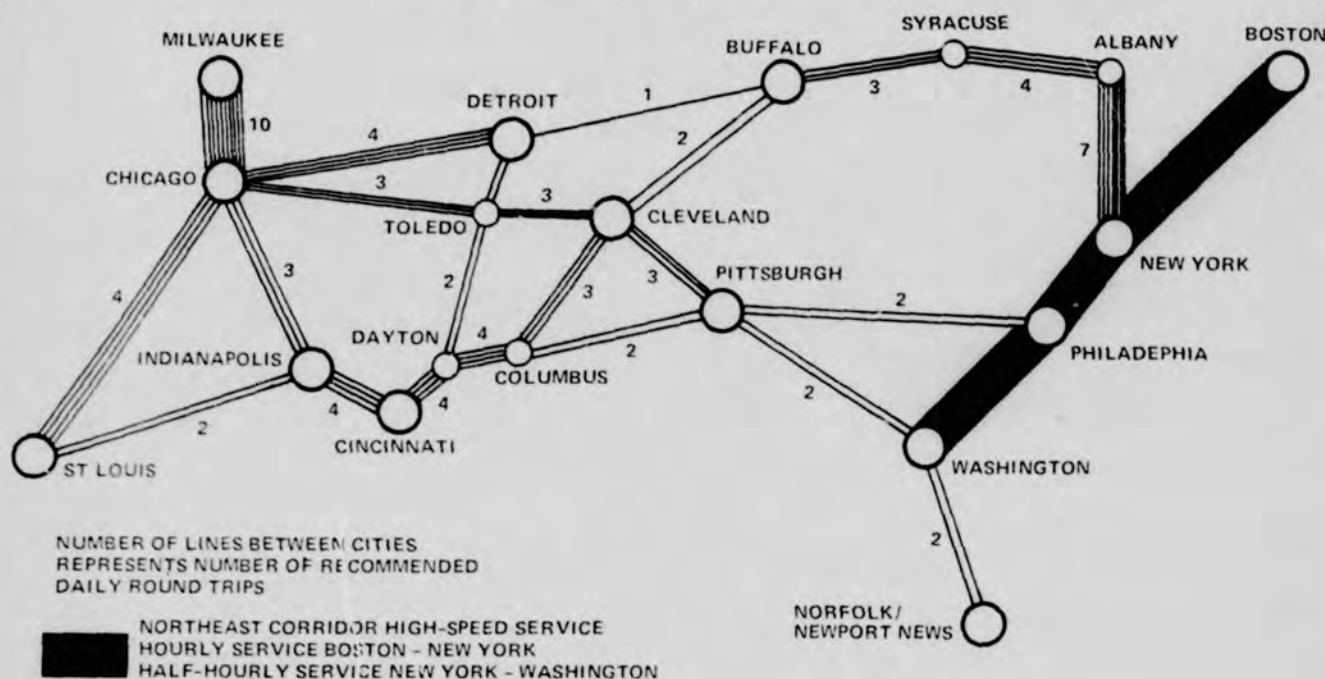 SYRACUSE
BOSTON
MILWAUKEE
BUFFALO
ALBANY
DETROIT
1
3
4
10
4
2
7
CHICAGO
3
3
TOLEDO
CLEVELAND
NEW YORK
PITTSBURGH
4
3
2
3
3
2
DAYTON
4
INDIANAPOLIS
COLUMBUS
2
PHILADEPHIA
2
2
4
4
CINCINNATI
ST LOUIS
WASHINGTON
2
NUMBER OF LINES BETWEEN CITIES
REPRESENTS NUMBER OF RECOMMENDED
DAILY ROUND TRIPS
NORFOLK/
NEWPORT NEWS
NORTHEAST CORRIDOR HIGH-SPEED SERVICE
HOURLY SERVICE BOSTON - NEW YORK
HALF-HOURLY SERVICE NEW YORK - WASHINGTON